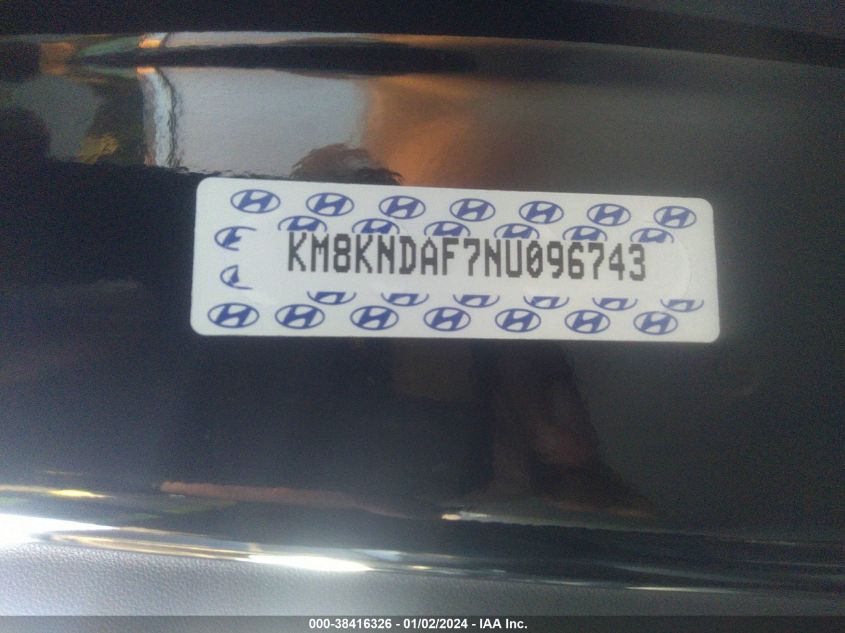 KM8KNDAF7NU096743
000-38416326 - 01/02/2024 - IAA Inc.